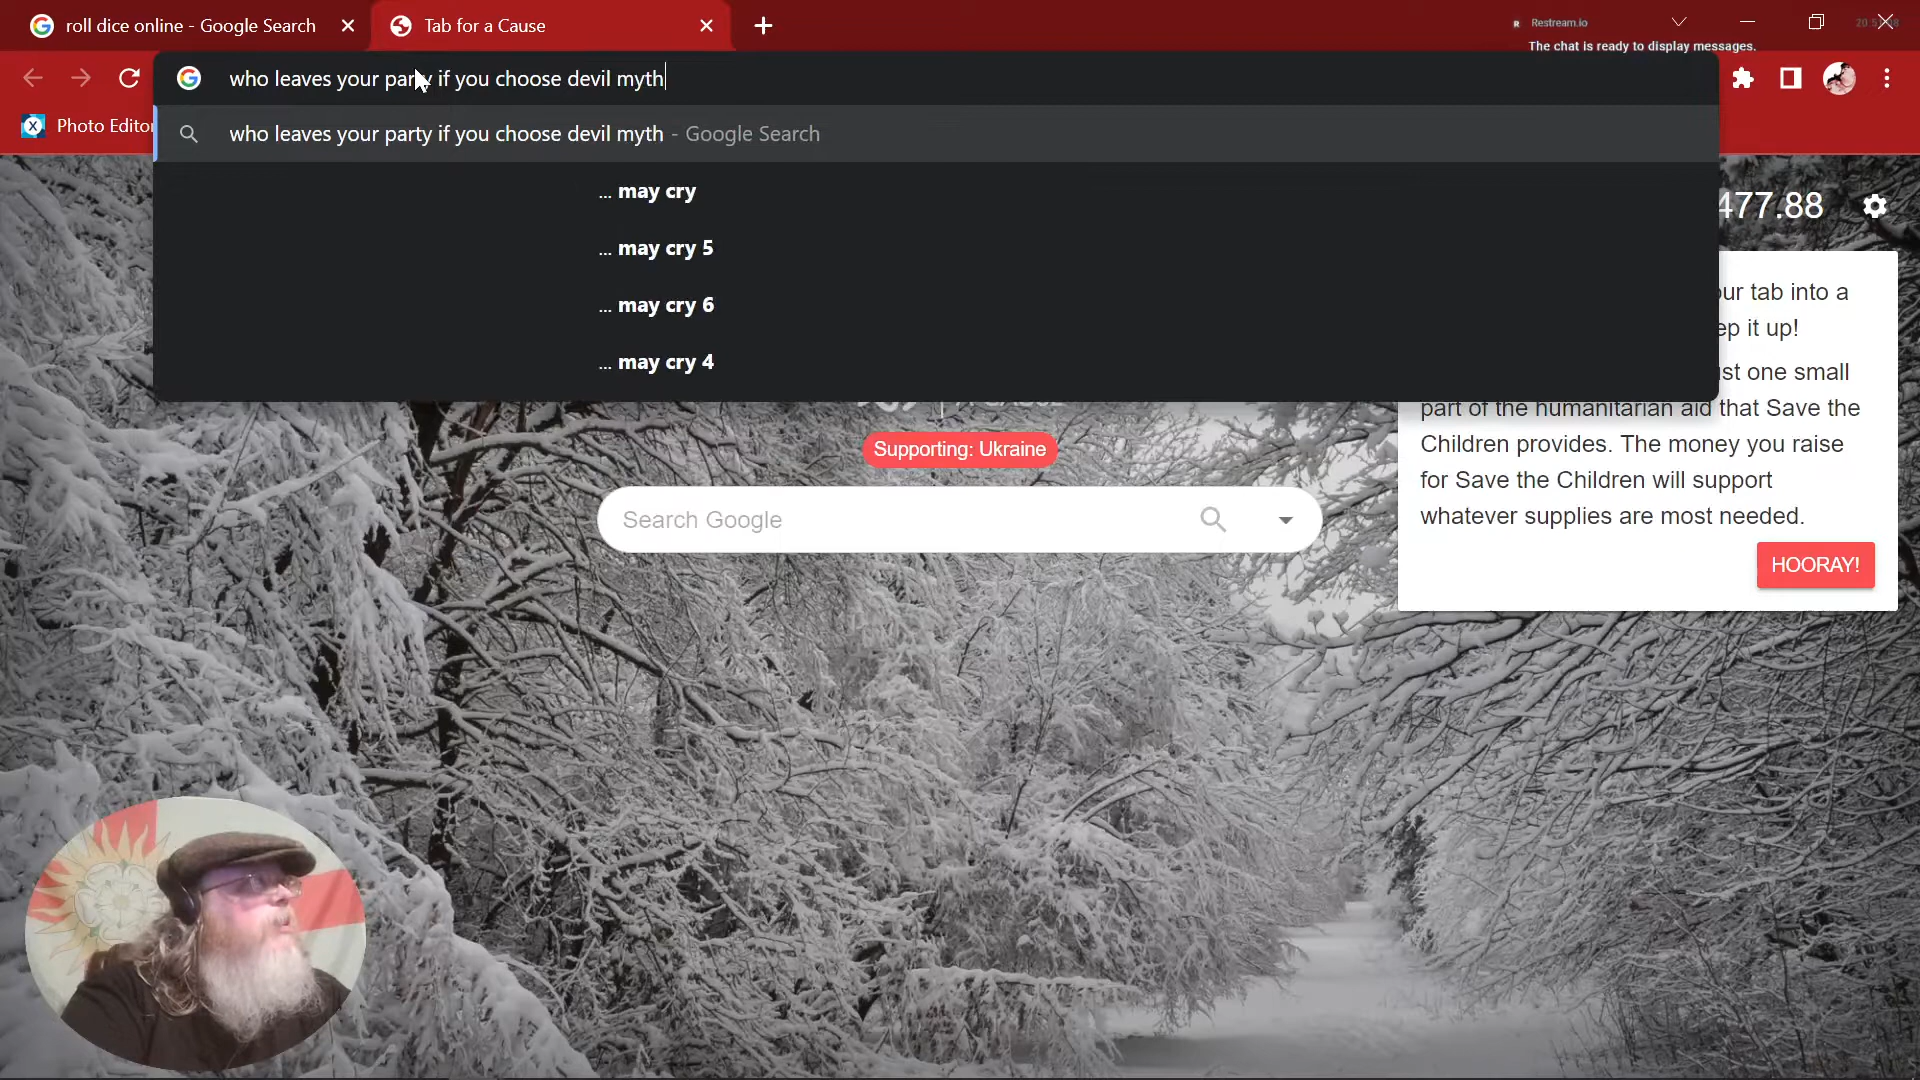 roll dice online - Google Search
Tab for a Cause
Restream.io
The chat is ready to display messages.
who leaves your party if you choose devil myth
Photo Editor
who leaves your party if you choose devil myth - Google Search
... may cry
... may cry 5
... may cry 6
... may cry 4
477.88
our tab into a
ep it up!
st one small
part of the humanitarian aid that Save the
Children provides. The money you raise
for Save the Children will support
whatever supplies are most needed.
HOORAY!
Supporting: Ukraine
Search Google